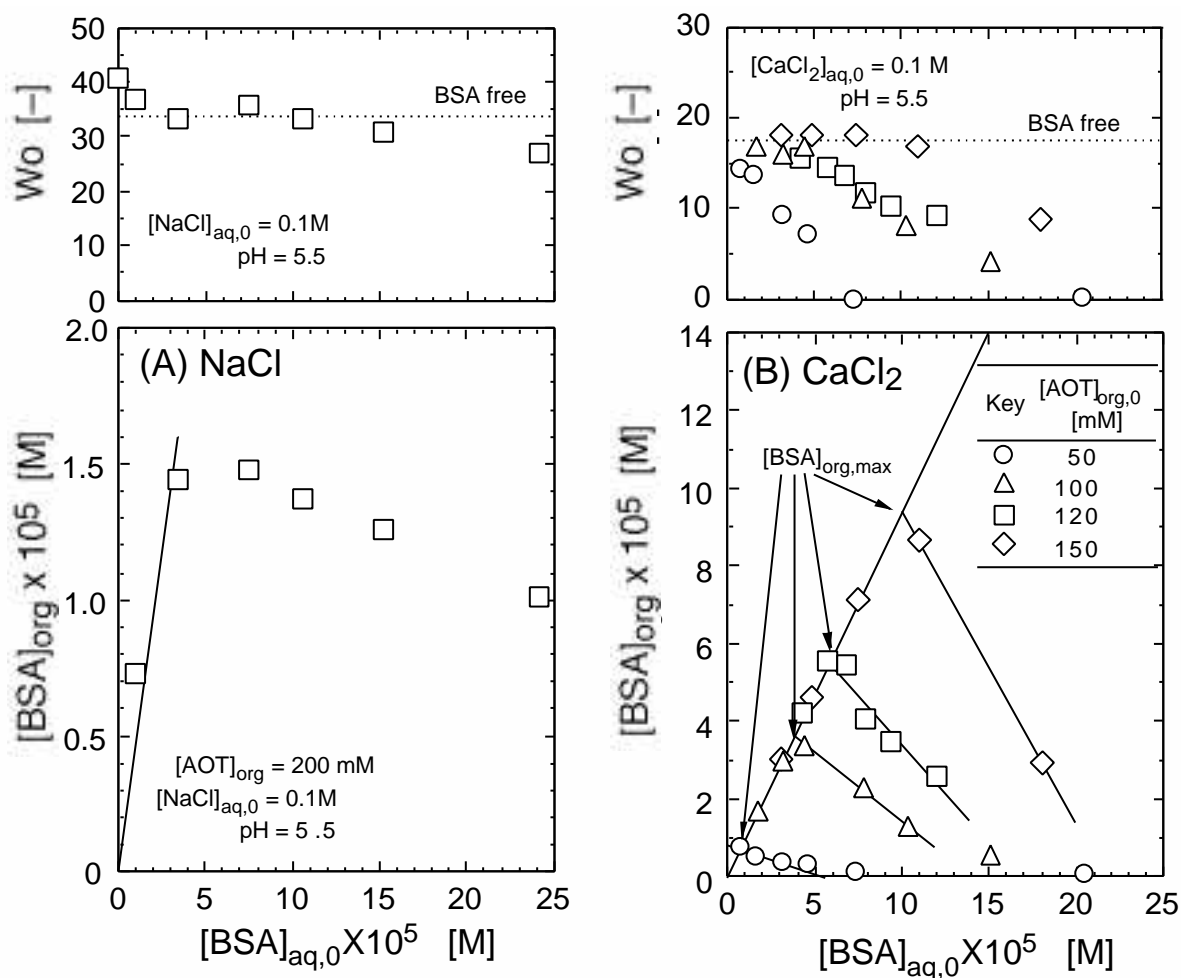 50
40
30
20
10
0
Wo [–]
BSA free
[NaCl]aq,0 = 0.1M
pH = 5.5
30
20
10
0
Wo [–]
[CaCl2]aq,0 = 0.1 M
pH = 5.5
BSA free
2.0
1.5
1.0
0.5
0
[BSA]org x 10⁵ [M]
(A) NaCl
[AOT]org = 200 mM
[NaCl]aq,0 = 0.1M
pH = 5 .5
0 5 10 15 20 25
[BSA]aq,0X10⁵ [M]
14
12
10
8
6
4
2
0
[BSA]org x 10⁵ [M]
(B) CaCl2
[BSA]org,max
Key [AOT]org,0
[mM]
50
100
120
150
0 5 10 15 20 25
[BSA]aq,0X10⁵ [M]